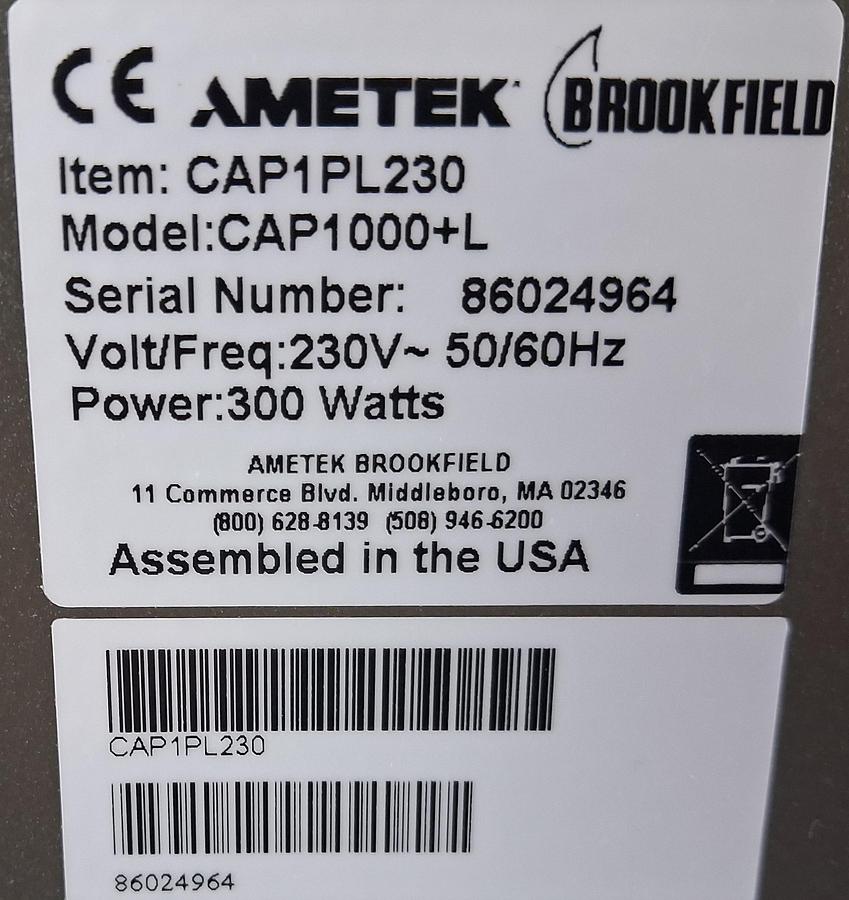 CE AMETEK BROOKFIELD
Item: CAP1PL230
Model:CAP1000+L
Serial Number: 86024964
Volt/Freq:230V~ 50/60Hz
Power:300 Watts
AMETEK BROOKFIELD
11 Commerce Blvd. Middleboro, MA 02346
(800) 628-8139 (508) 946-6200
Assembled in the USA
CAP1PL230
86024964